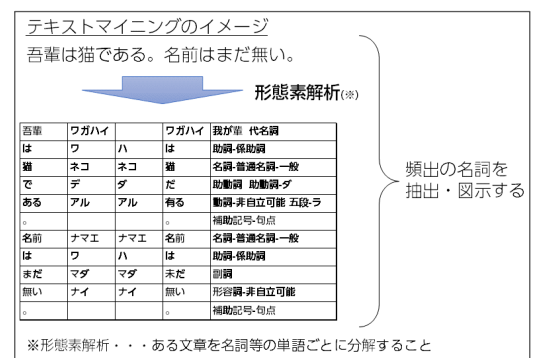 テキストマイニングのイメージ
吾輩は猫である。名前はまだ無い。
形態素解析(※)
吾輩 ワガハイ ワガハイ 我が輩 代名詞
は ワ ハ は 助詞-係助詞
猫 ネコ ネコ 猫 名詞-普通名詞-一般
で デ ダ だ 助動詞 助動詞-ダ
ある アル アル 有る 動詞-非自立可能 五段-ラ
。 補助記号-句点
名前 ナマエ ナマエ 名前 名詞-普通名詞-一般
は ワ ハ は 助詞-係助詞
まだ マダ マダ 未だ 副詞
無い ナイ ナイ 無い 形容詞-非自立可能
。 補助記号-句点
頻出の名詞を
抽出・図示する
※形態素解析・・・ある文章を名詞等の単語ごとに分解すること